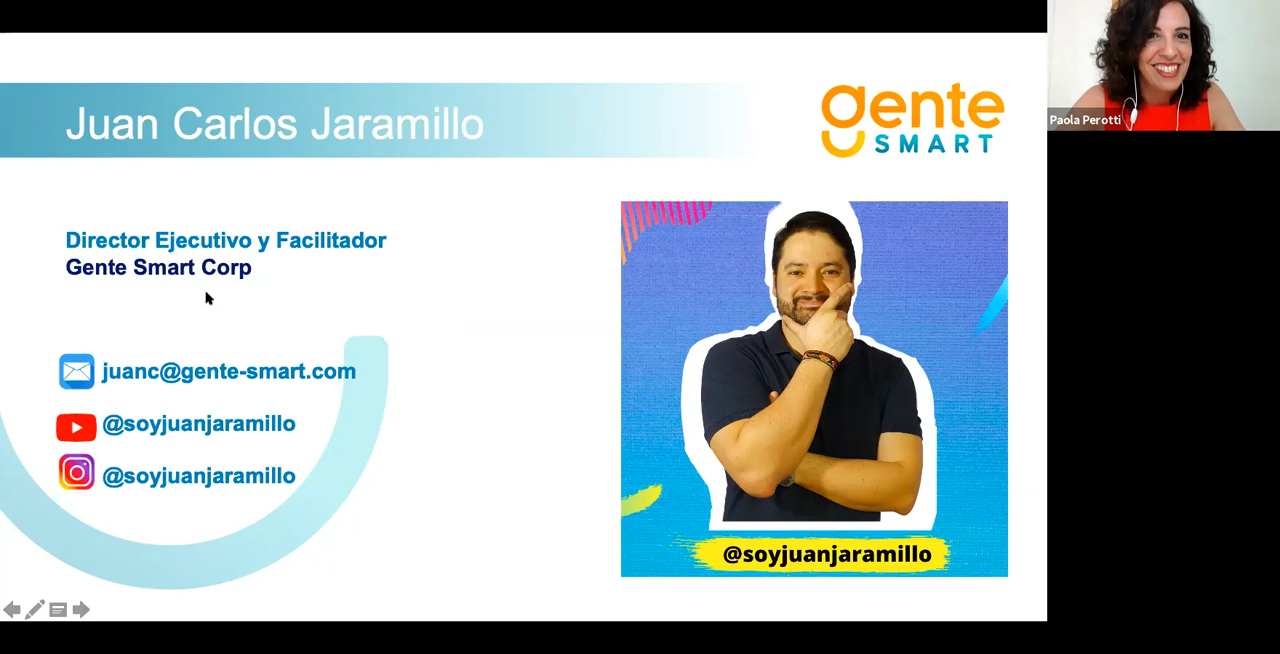 Juan Carlos Jaramillo
gente
SMART
Paola Perotti
Director Ejecutivo y Facilitador
Gente Smart Corp
juanc@gente-smart.com
@soyjuanjaramillo
@soyjuanjaramillo
@soyjuanjaramillo